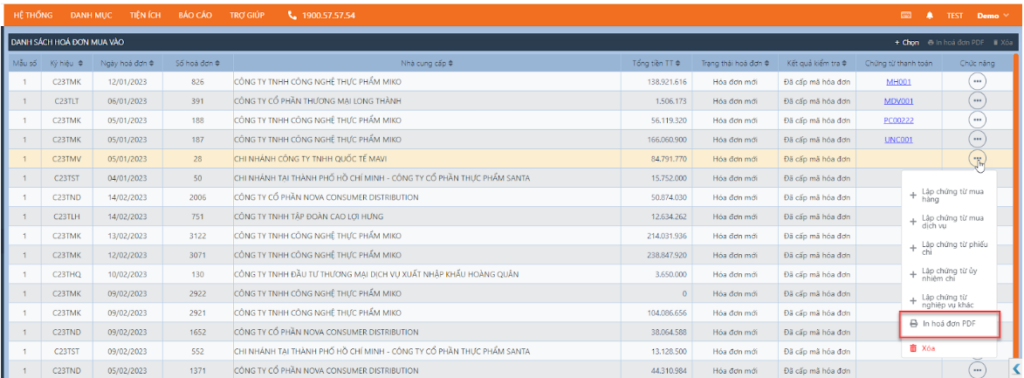 HỆ THỐNG DANH MỤC TIỆN ÍCH BÁO CÁO TRỢ GIÚP 1900.57.57.54 TEST Demo
DANH SÁCH HOÁ ĐƠN MUA VÀO + Chọn In hoá đơn PDF Xóa
Mẫu số Ký hiệu Ngày hoá đơn Số hoá đơn Nhà cung cấp Tổng tiền TT Trạng thái hoá đơn Kết quả kiểm tra Chứng từ thanh toán Chức năng
1 C23TMK 12/01/2023 826 CÔNG TY TNHH CÔNG NGHỆ THỰC PHẨM MIKO 138.921.616 Hóa đơn mới Đã cấp mã hóa đơn MH001
1 C23TLT 06/01/2023 391 CÔNG TY CỔ PHẦN THƯƠNG MẠI LONG THÀNH 1.506.173 Hóa đơn mới Đã cấp mã hóa đơn MDV001
1 C23TMK 05/01/2023 188 CÔNG TY TNHH CÔNG NGHỆ THỰC PHẨM MIKO 56.119.320 Hóa đơn mới Đã cấp mã hóa đơn PC00222
1 C23TMK 05/01/2023 187 CÔNG TY TNHH CÔNG NGHỆ THỰC PHẨM MIKO 166.060.900 Hóa đơn mới Đã cấp mã hóa đơn UNC001
1 C23TMV 05/01/2023 28 CHI NHÁNH CÔNG TY TNHH QUỐC TẾ MAVI 84.791.770 Hóa đơn mới Đã cấp mã hóa đơn
1 C23TST 04/01/2023 50 CHI NHÁNH TẠI THÀNH PHỐ HỒ CHÍ MINH - CÔNG TY CỔ PHẦN THỰC PHẨM SANTA 15.752.000 Hóa đơn mới Đã cấp mã hóa đơn
1 C23TND 14/02/2023 2006 CÔNG TY CỔ PHẦN NOVA CONSUMER DISTRIBUTION 50.874.030 Hóa đơn mới Đã cấp mã hóa đơn
1 C23TLH 14/02/2023 751 CÔNG TY TNHH TẬP ĐOÀN CAO LỢI HƯNG 12.634.262 Hóa đơn mới Đã cấp mã hóa đơn
1 C23TMK 13/02/2023 3122 CÔNG TY TNHH CÔNG NGHỆ THỰC PHẨM MIKO 214.031.936 Hóa đơn mới Đã cấp mã hóa đơn
1 C23TMK 12/02/2023 3071 CÔNG TY TNHH CÔNG NGHỆ THỰC PHẨM MIKO 238.847.920 Hóa đơn mới Đã cấp mã hóa đơn
1 C23THQ 10/02/2023 130 CÔNG TY TNHH ĐẦU TƯ THƯƠNG MẠI DỊCH VỤ XUẤT NHẬP KHẨU HOÀNG QUÂN 3.650.000 Hóa đơn mới Đã cấp mã hóa đơn
1 C23TMK 09/02/2023 2922 CÔNG TY TNHH CÔNG NGHỆ THỰC PHẨM MIKO 0 Hóa đơn mới Đã cấp mã hóa đơn
1 C23TMK 09/02/2023 2921 CÔNG TY TNHH CÔNG NGHỆ THỰC PHẨM MIKO 104.086.656 Hóa đơn mới Đã cấp mã hóa đơn
1 C23TND 09/02/2023 1652 CÔNG TY CỔ PHẦN NOVA CONSUMER DISTRIBUTION 38.064.588 Hóa đơn mới Đã cấp mã hóa đơn
1 C23TST 09/02/2023 552 CHI NHÁNH TẠI THÀNH PHỐ HỒ CHÍ MINH - CÔNG TY CỔ PHẦN THỰC PHẨM SANTA 13.128.500 Hóa đơn mới Đã cấp mã hóa đơn
1 C23TND 05/02/2023 1371 CÔNG TY CỔ PHẦN NOVA CONSUMER DISTRIBUTION 44.310.984 Hóa đơn mới Đã cấp mã hóa đơn
+ Lập chứng từ mua
hàng
+ Lập chứng từ mua
dịch vụ
+ Lập chứng từ phiếu
chi
+ Lập chứng từ ủy
nhiệm chi
+ Lập chứng từ
nghiệp vụ khác
In hoá đơn PDF
Xóa